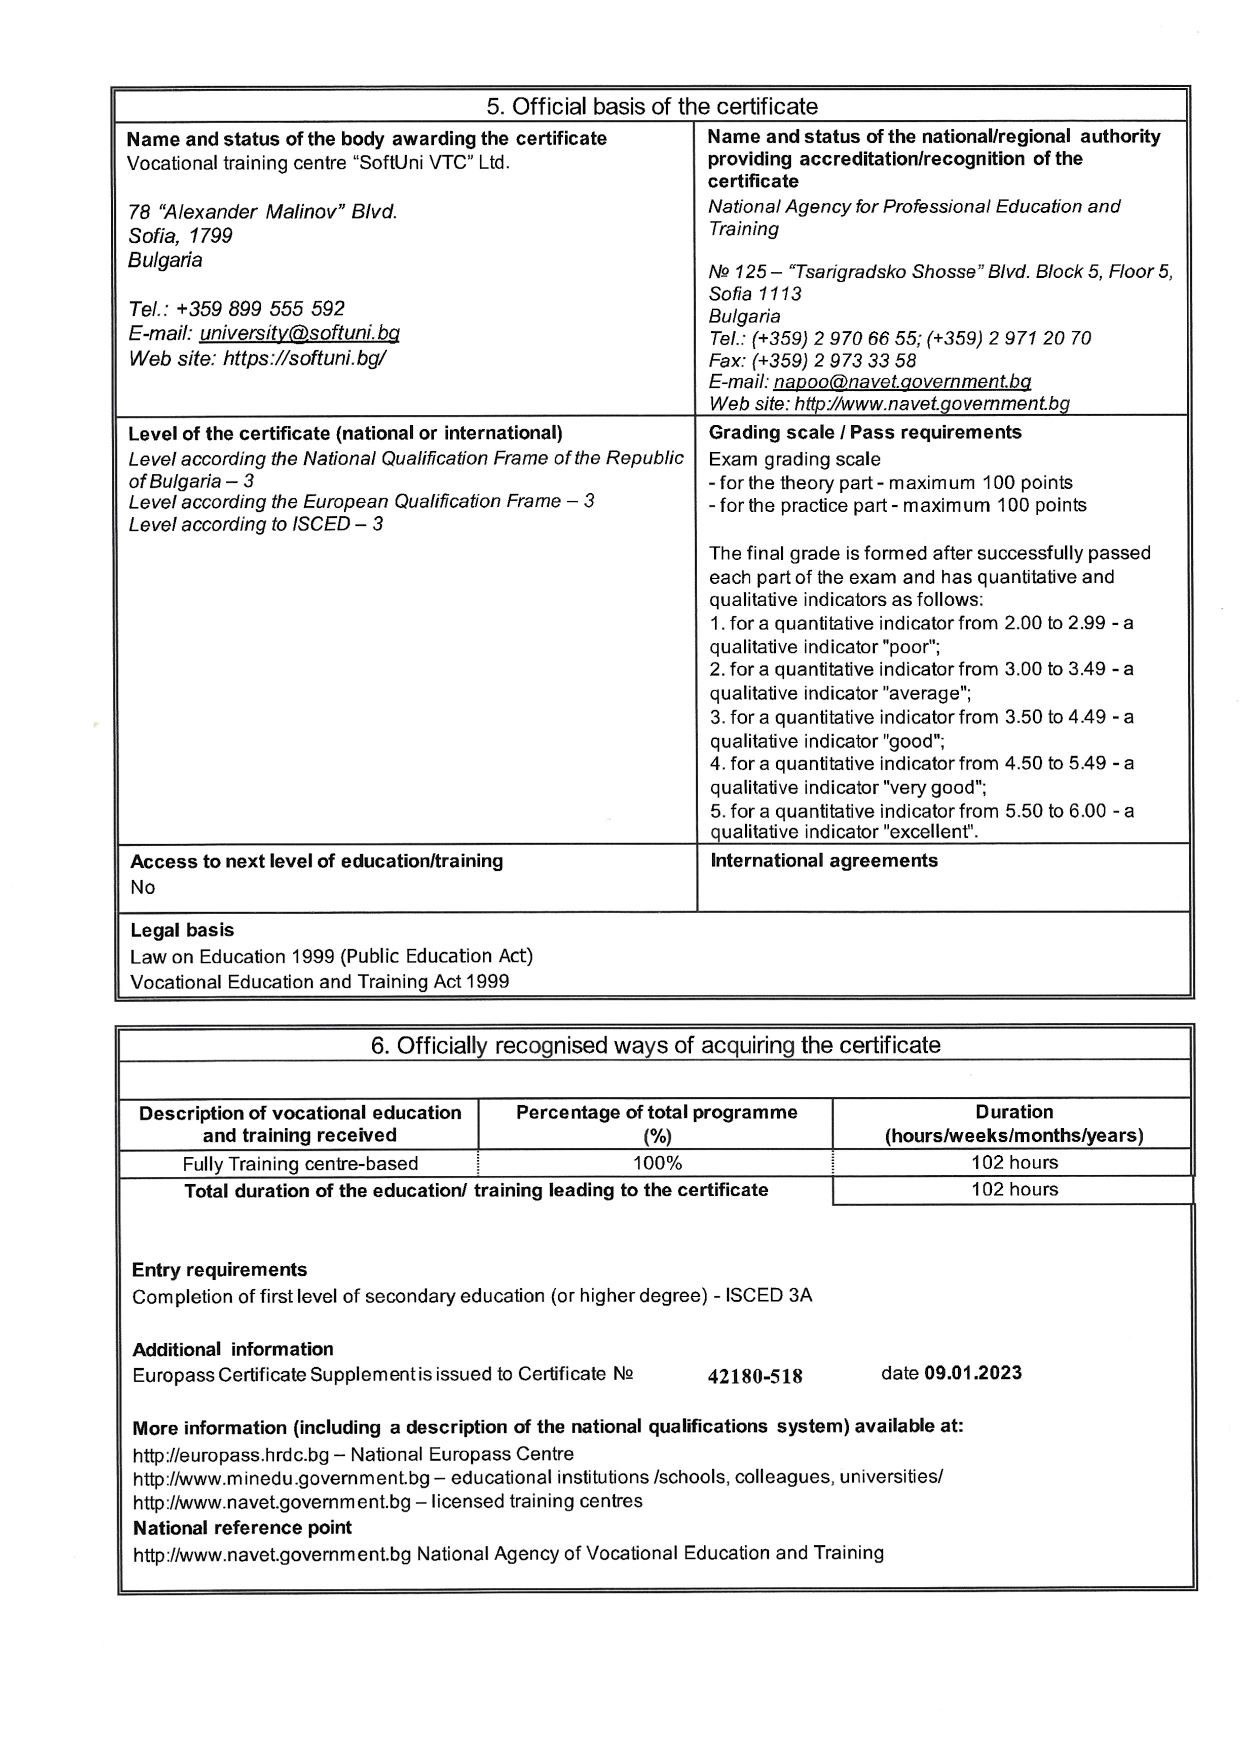 5. Official basis of the certificate
Name and status of the body awarding the certificate
Vocational training centre “SoftUni VTC” Ltd.
78 “Alexander Malinov” Blvd.
Sofia, 1799
Bulgaria
Tel.: +359 899 555 592
E-mail: university@softuni.bg
Web site: https://softuni.bg/
Name and status of the national/regional authority
providing accreditation/recognition of the
certificate
National Agency for Professional Education and
Training
№ 125 – “Tsarigradsko Shosse” Blvd. Block 5, Floor 5,
Sofia 1113
Bulgaria
Tel.: (+359) 2 970 66 55; (+359) 2 971 20 70
Fax: (+359) 2 973 33 58
E-mail: napoo@navet.government.bg
Web site: http://www.navet.government.bg
Level of the certificate (national or international)
Level according the National Qualification Frame of the Republic
of Bulgaria – 3
Level according the European Qualification Frame – 3
Level according to ISCED – 3
Grading scale / Pass requirements
Exam grading scale
- for the theory part - maximum 100 points
- for the practice part - maximum 100 points
The final grade is formed after successfully passed
each part of the exam and has quantitative and
qualitative indicators as follows:
1. for a quantitative indicator from 2.00 to 2.99 - a
qualitative indicator "poor";
2. for a quantitative indicator from 3.00 to 3.49 - a
qualitative indicator "average";
3. for a quantitative indicator from 3.50 to 4.49 - a
qualitative indicator "good";
4. for a quantitative indicator from 4.50 to 5.49 - a
qualitative indicator "very good";
5. for a quantitative indicator from 5.50 to 6.00 - a
qualitative indicator "excellent".
Access to next level of education/training
No
International agreements
Legal basis
Law on Education 1999 (Public Education Act)
Vocational Education and Training Act 1999
6. Officially recognised ways of acquiring the certificate
Description of vocational education
and training received
Percentage of total programme
(%)
Duration
(hours/weeks/months/years)
Fully Training centre-based
100%
102 hours
Total duration of the education/ training leading to the certificate
102 hours
Entry requirements
Completion of first level of secondary education (or higher degree) - ISCED 3A
Additional information
Europass Certificate Supplement is issued to Certificate № 42180-518 date 09.01.2023
More information (including a description of the national qualifications system) available at:
http://europass.hrdc.bg – National Europass Centre
http://www.minedu.government.bg – educational institutions /schools, colleagues, universities/
http://www.navet.government.bg – licensed training centres
National reference point
http://www.navet.government.bg National Agency of Vocational Education and Training